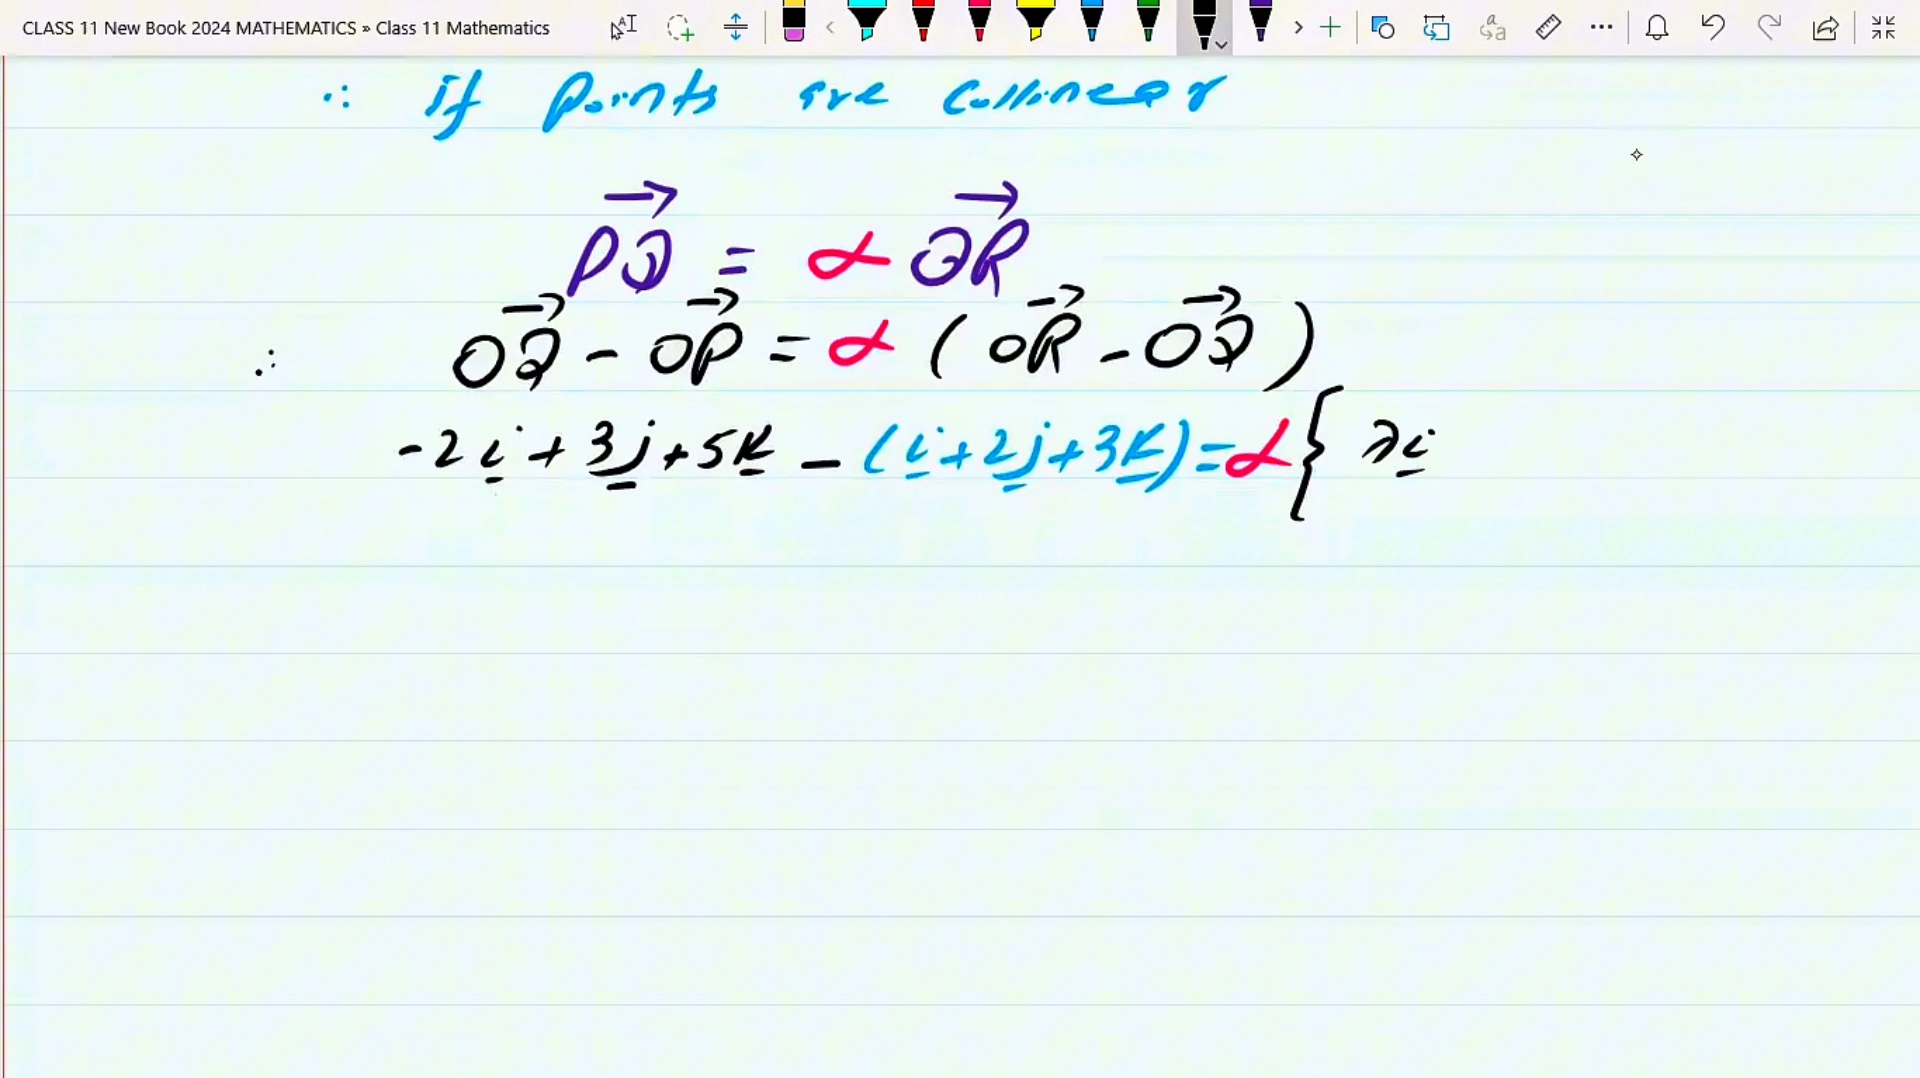 CLASS 11 New Book 2024 MATHEMATICS » Class 11 Mathematics
∴ if points are collinear
→PQ = α →QR
∴ →OQ - →OP = α ( →OR - →OQ )
-2i + 3j + 5k - (i + 2j + 3k) = α { λi